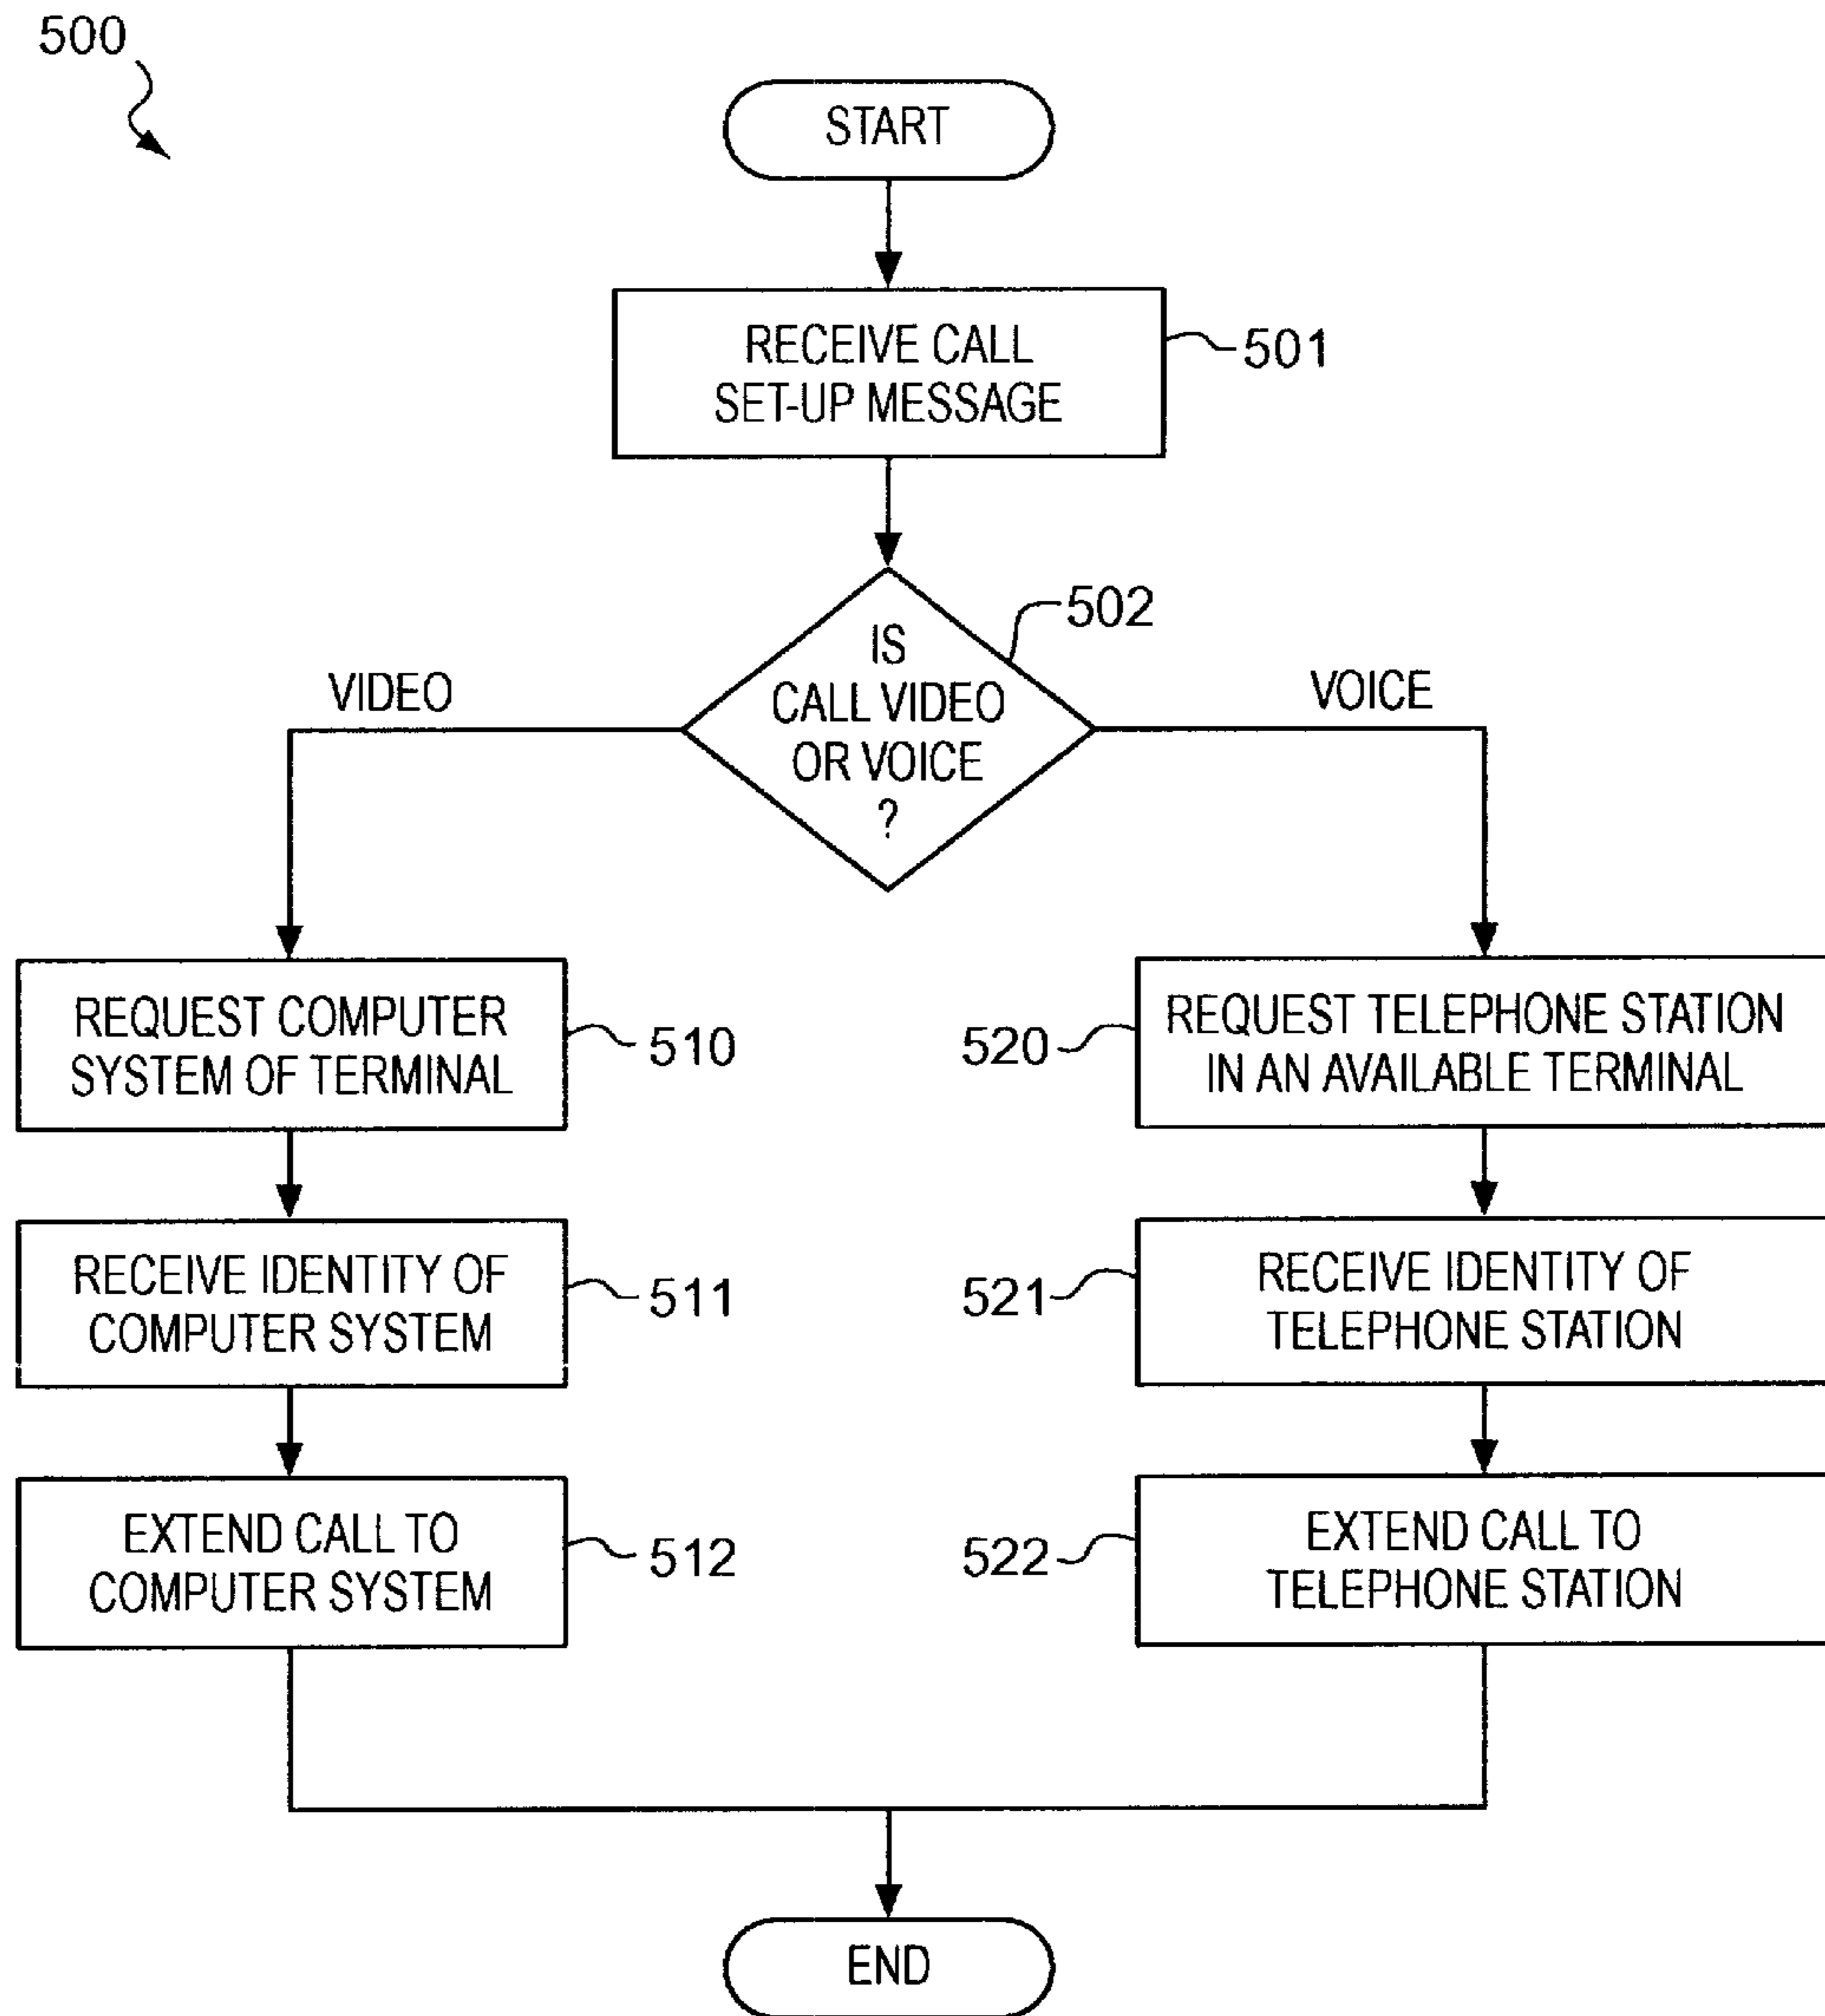 500
START
RECEIVE CALL
SET-UP MESSAGE
501
IS
CALL VIDEO
OR VOICE
?
502
VIDEO
VOICE
REQUEST COMPUTER
SYSTEM OF TERMINAL
510
520
REQUEST TELEPHONE STATION
IN AN AVAILABLE TERMINAL
RECEIVE IDENTITY OF
COMPUTER SYSTEM
511
521
RECEIVE IDENTITY OF
TELEPHONE STATION
EXTEND CALL TO
COMPUTER SYSTEM
512
522
EXTEND CALL TO
TELEPHONE STATION
END